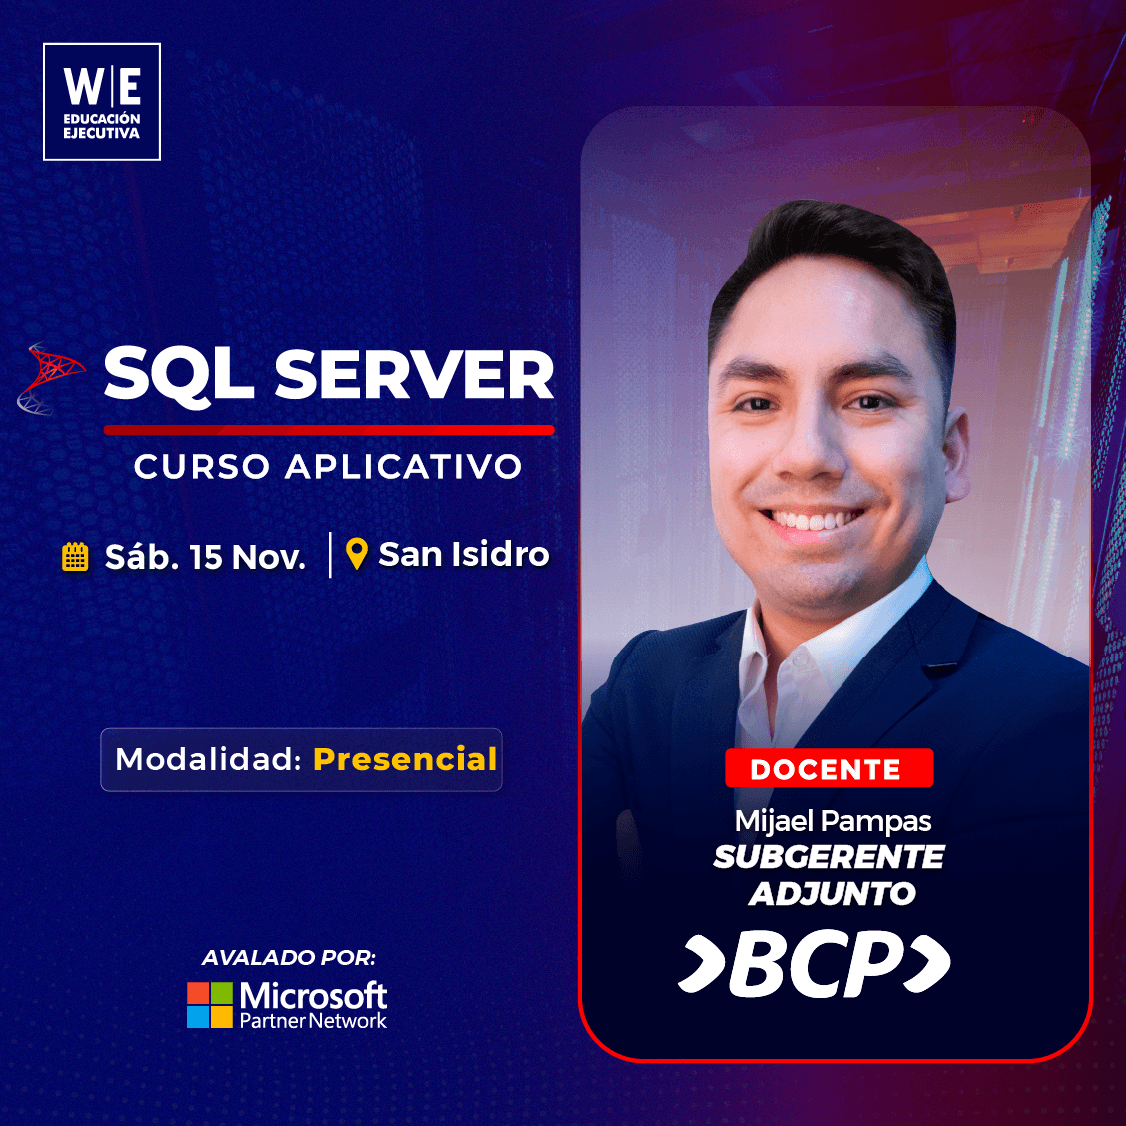 W|E
EDUCACIÓN
EJECUTIVA
SQL SERVER
CURSO APLICATIVO
Sáb. 15 Nov. | San Isidro
Modalidad: Presencial
AVALADO POR:
Microsoft
Partner Network
DOCENTE
Mijael Pampas
SUBGERENTE
ADJUNTO
BCP